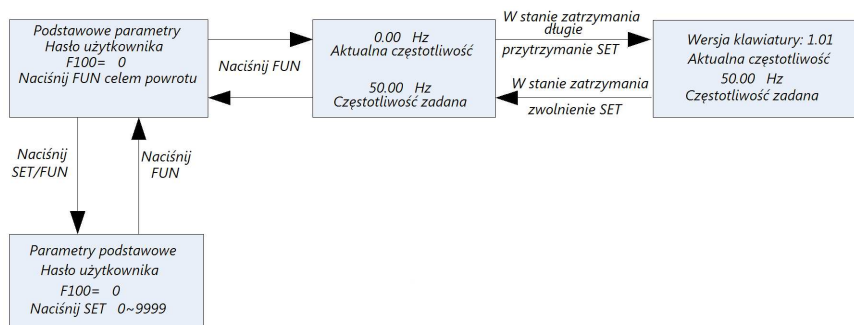 Podstawowe parametry
Hasło użytkownika
F100= 0
Naciśnij FUN celem powrotu
Naciśnij FUN
0.00 Hz
Aktualna częstotliwość
50.00 Hz
Częstotliwość zadana
W stanie zatrzymania
długie
przytrzymanie SET
W stanie zatrzymania
zwolnienie SET
Wersja klawiatury: 1.01
Aktualna częstotliwość
50.00 Hz
Częstotliwość zadana
Naciśnij
SET/FUN
Naciśnij
FUN
Parametry podstawowe
Hasło użytkownika
F100= 0
Naciśnij SET 0~9999